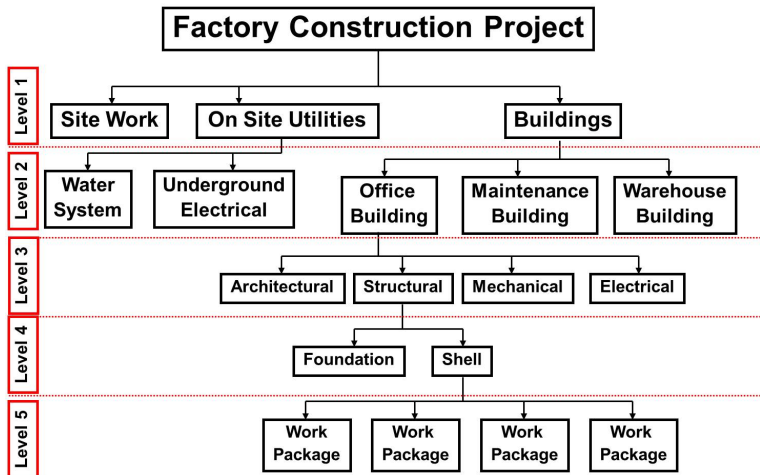 Factory Construction Project
Level 1
Site Work
On Site Utilities
Buildings
Level 2
Water
System
Underground
Electrical
Office
Building
Maintenance
Building
Warehouse
Building
Level 3
Architectural
Structural
Mechanical
Electrical
Level 4
Foundation
Shell
Level 5
Work
Package
Work
Package
Work
Package
Work
Package